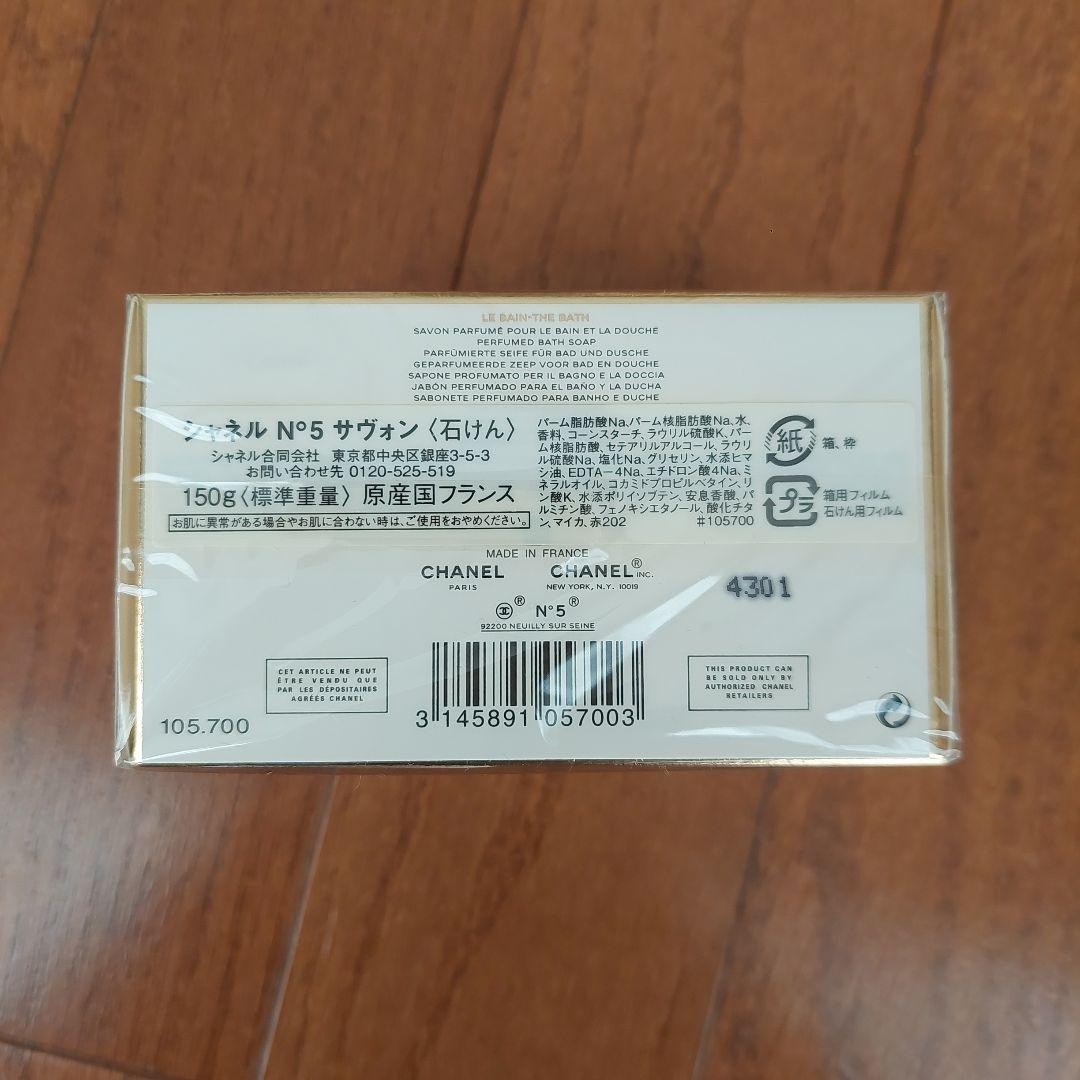 LE BAIN-THE BATH
SAVON PARFUMÉ POUR LE BAIN ET LA DOUCHE
PERFUMED BATH SOAP
PARFÜMIERTE SEIFE FÜR BAD UND DUSCHE
GEPARFUMEERDE ZEEP VOOR BAD EN DOUCHE
SAPONE PROFUMATO PER IL BAGNO E LA DOCCIA
JABÓN PERFUMADO PARA EL BAÑO Y LA DUCHA
SABONETE PERFUMADO PARA BANHO E DUCHE
シャネル N°5 サヴォン〈石けん〉
シャネル合同会社 東京都中央区銀座3-5-3
お問い合わせ先 0120-525-519
150g〈標準重量〉原産国フランス
お肌に異常がある場合やお肌に合わない時は、ご使用をおやめください。
パーム脂肪酸Na、パーム核脂肪酸Na、水、
香料、コーンスターチ、ラウリル硫酸K、パー
ム核脂肪酸、セテアリルアルコール、ラウリ
ル硫酸Na、塩化Na、グリセリン、水添ヒマ
シ油、EDTA-4Na、エチドロン酸4Na、ミ
ネラルオイル、コカミドプロピルベタイン、リ
ン酸K、水添ポリイソブテン、安息香酸、パ
ルミチン酸、フェノキシエタノール、酸化チタ
ン、マイカ、赤202 #105700
紙 箱、枠
プラ 箱用フィルム
石けん用フィルム
MADE IN FRANCE
CHANEL
PARIS
CHANEL® INC.
NEW YORK, N.Y. 10019
4301
® N°5®
92200 NEUILLY SUR SEINE
CET ARTICLE NE PEUT
ÊTRE VENDU QUE
PAR LES DÉPOSITAIRES
AGRÉÉS CHANEL
THIS PRODUCT CAN
BE SOLD ONLY BY
AUTHORIZED CHANEL
RETAILERS
105.700
3 145891 057003